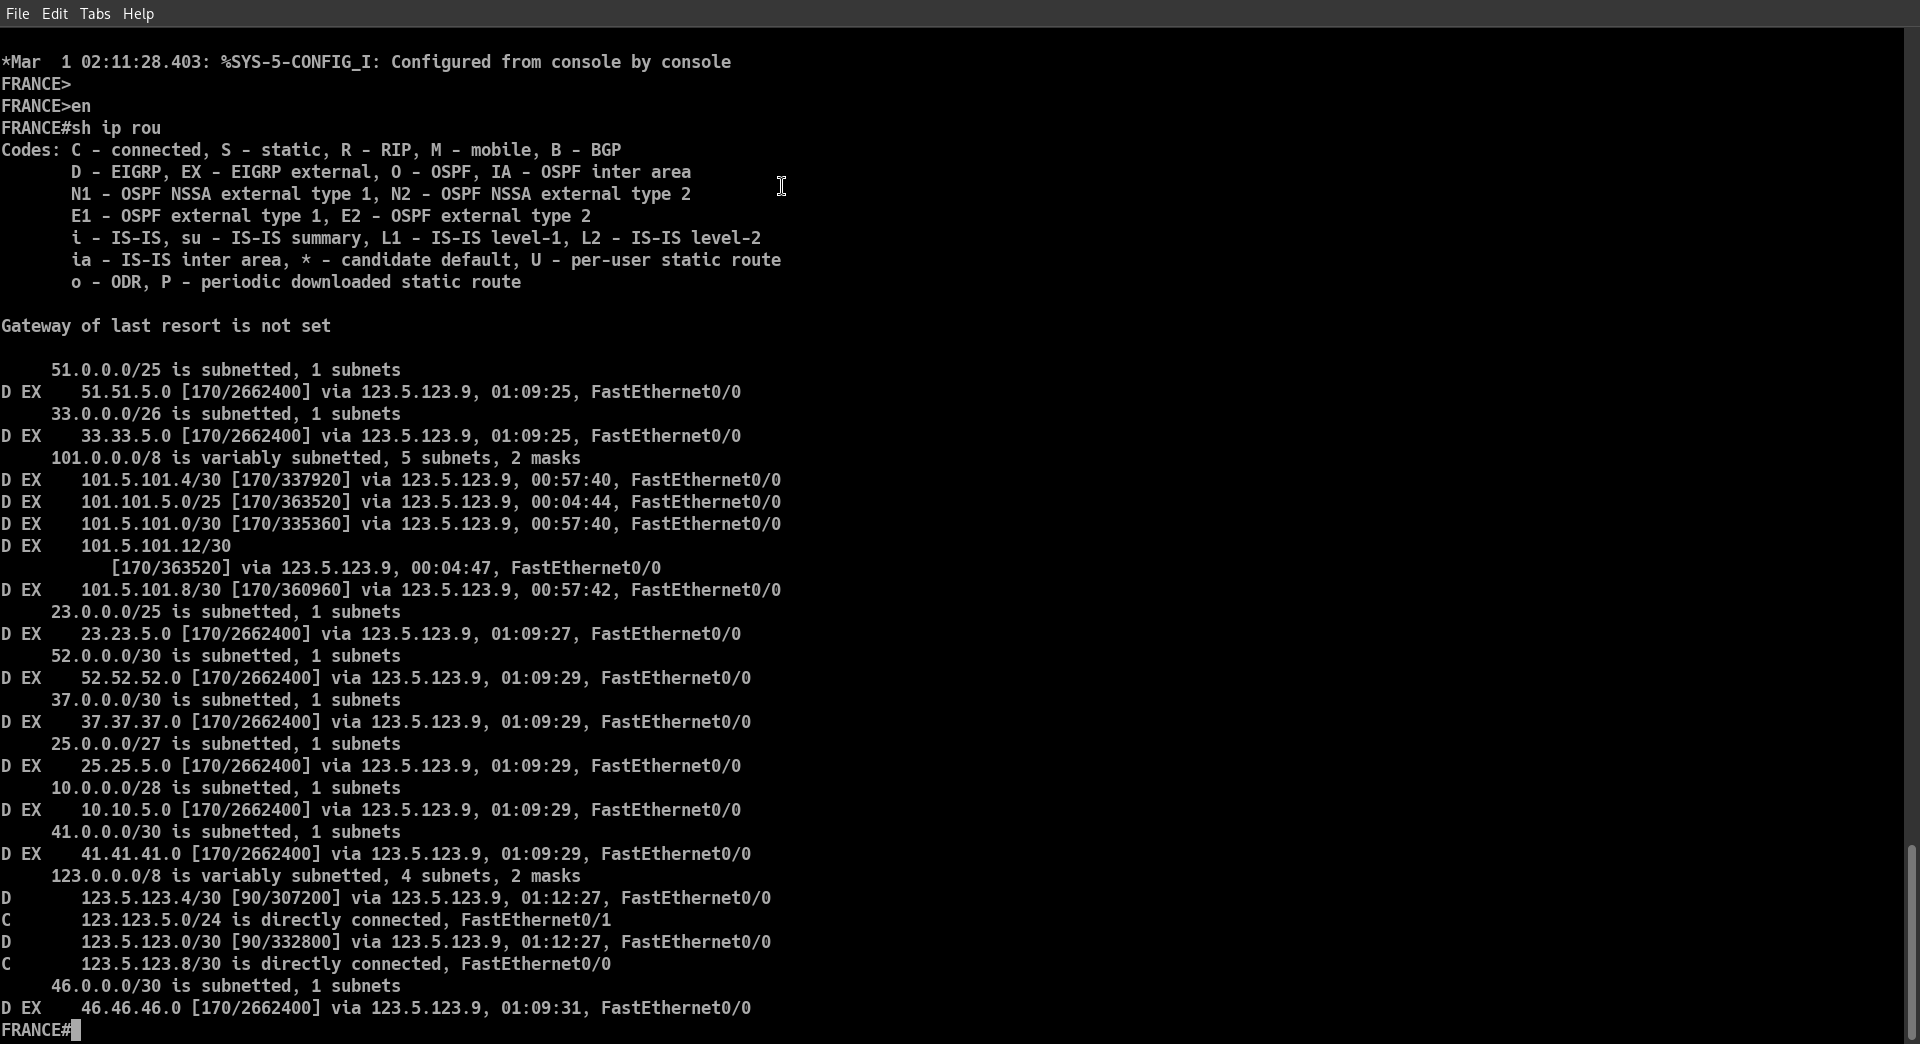 File Edit Tabs Help
*Mar  1 02:11:28.403: %SYS-5-CONFIG_I: Configured from console by console
FRANCE>
FRANCE>en
FRANCE#sh ip rou
Codes: C - connected, S - static, R - RIP, M - mobile, B - BGP
       D - EIGRP, EX - EIGRP external, O - OSPF, IA - OSPF inter area
       N1 - OSPF NSSA external type 1, N2 - OSPF NSSA external type 2
       E1 - OSPF external type 1, E2 - OSPF external type 2
       i - IS-IS, su - IS-IS summary, L1 - IS-IS level-1, L2 - IS-IS level-2
       ia - IS-IS inter area, * - candidate default, U - per-user static route
       o - ODR, P - periodic downloaded static route
Gateway of last resort is not set
     51.0.0.0/25 is subnetted, 1 subnets
D EX    51.51.5.0 [170/2662400] via 123.5.123.9, 01:09:25, FastEthernet0/0
     33.0.0.0/26 is subnetted, 1 subnets
D EX    33.33.5.0 [170/2662400] via 123.5.123.9, 01:09:25, FastEthernet0/0
     101.0.0.0/8 is variably subnetted, 5 subnets, 2 masks
D EX    101.5.101.4/30 [170/337920] via 123.5.123.9, 00:57:40, FastEthernet0/0
D EX    101.101.5.0/25 [170/363520] via 123.5.123.9, 00:04:44, FastEthernet0/0
D EX    101.5.101.0/30 [170/335360] via 123.5.123.9, 00:57:40, FastEthernet0/0
D EX    101.5.101.12/30
           [170/363520] via 123.5.123.9, 00:04:47, FastEthernet0/0
D EX    101.5.101.8/30 [170/360960] via 123.5.123.9, 00:57:42, FastEthernet0/0
     23.0.0.0/25 is subnetted, 1 subnets
D EX    23.23.5.0 [170/2662400] via 123.5.123.9, 01:09:27, FastEthernet0/0
     52.0.0.0/30 is subnetted, 1 subnets
D EX    52.52.52.0 [170/2662400] via 123.5.123.9, 01:09:29, FastEthernet0/0
     37.0.0.0/30 is subnetted, 1 subnets
D EX    37.37.37.0 [170/2662400] via 123.5.123.9, 01:09:29, FastEthernet0/0
     25.0.0.0/27 is subnetted, 1 subnets
D EX    25.25.5.0 [170/2662400] via 123.5.123.9, 01:09:29, FastEthernet0/0
     10.0.0.0/28 is subnetted, 1 subnets
D EX    10.10.5.0 [170/2662400] via 123.5.123.9, 01:09:29, FastEthernet0/0
     41.0.0.0/30 is subnetted, 1 subnets
D EX    41.41.41.0 [170/2662400] via 123.5.123.9, 01:09:29, FastEthernet0/0
     123.0.0.0/8 is variably subnetted, 4 subnets, 2 masks
D       123.5.123.4/30 [90/307200] via 123.5.123.9, 01:12:27, FastEthernet0/0
C       123.123.5.0/24 is directly connected, FastEthernet0/1
D       123.5.123.0/30 [90/332800] via 123.5.123.9, 01:12:27, FastEthernet0/0
C       123.5.123.8/30 is directly connected, FastEthernet0/0
     46.0.0.0/30 is subnetted, 1 subnets
D EX    46.46.46.0 [170/2662400] via 123.5.123.9, 01:09:31, FastEthernet0/0
FRANCE#